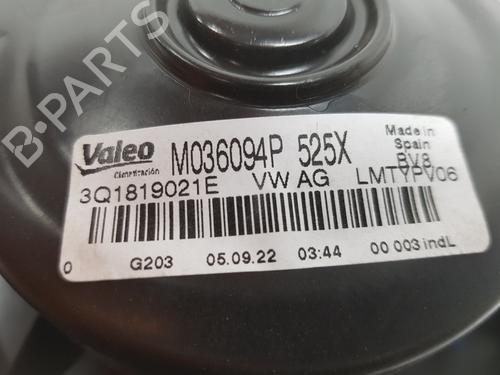 B-PARTS
Valeo
Climatización
M036094P 525X
Made in
Spain
BV8
3Q1819021E VW AG LMTYPV06
0 G203 05.09.22 03:44 00 003 indL